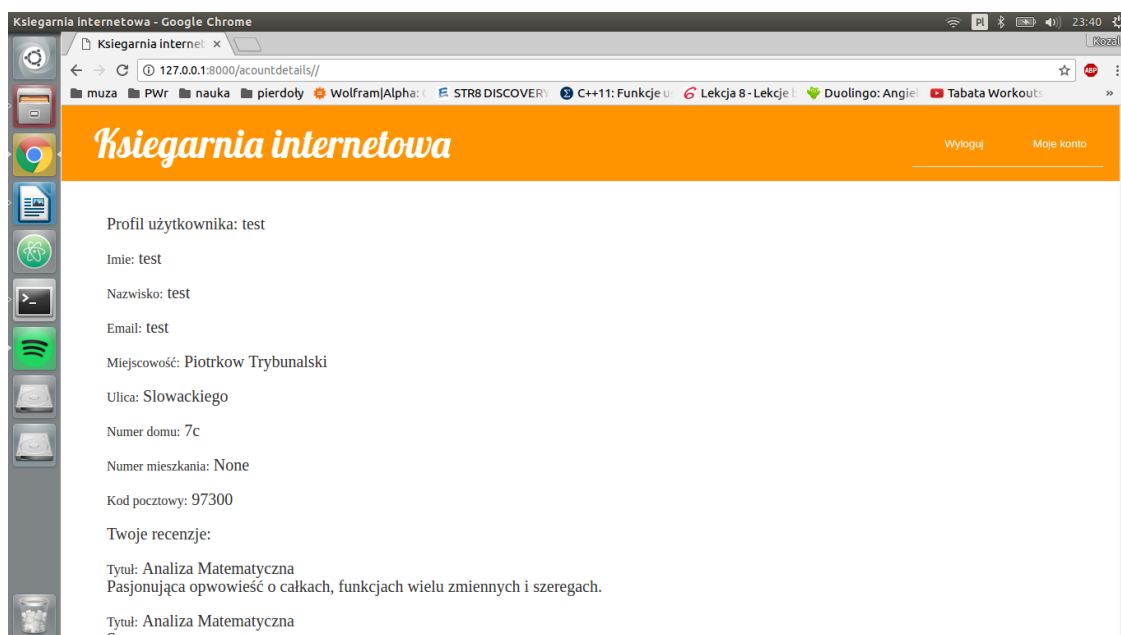 Ksiegarnia internetowa - Google Chrome
Pl
23:40
Ksiegarnia internet
Kozal
127.0.0.1:8000/acountdetails//
ABP
muza
PWr
nauka
pierdoły
Wolfram|Alpha:
STR8 DISCOVERY
C++11: Funkcje u
Lekcja 8 - Lekcje
Duolingo: Angiel
Tabata Workouts
»
Ksiegarnia internetowa
Wyloguj
Moje konto
Profil użytkownika: test
Imie: test
Nazwisko: test
Email: test
Miejscowość: Piotrkow Trybunalski
Ulica: Slowackiego
Numer domu: 7c
Numer mieszkania: None
Kod pocztowy: 97300
Twoje recenzje:
Tytuł: Analiza Matematyczna
Pasjonująca opwowieść o całkach, funkcjach wielu zmiennych i szeregach.
Tytuł: Analiza Matematyczna